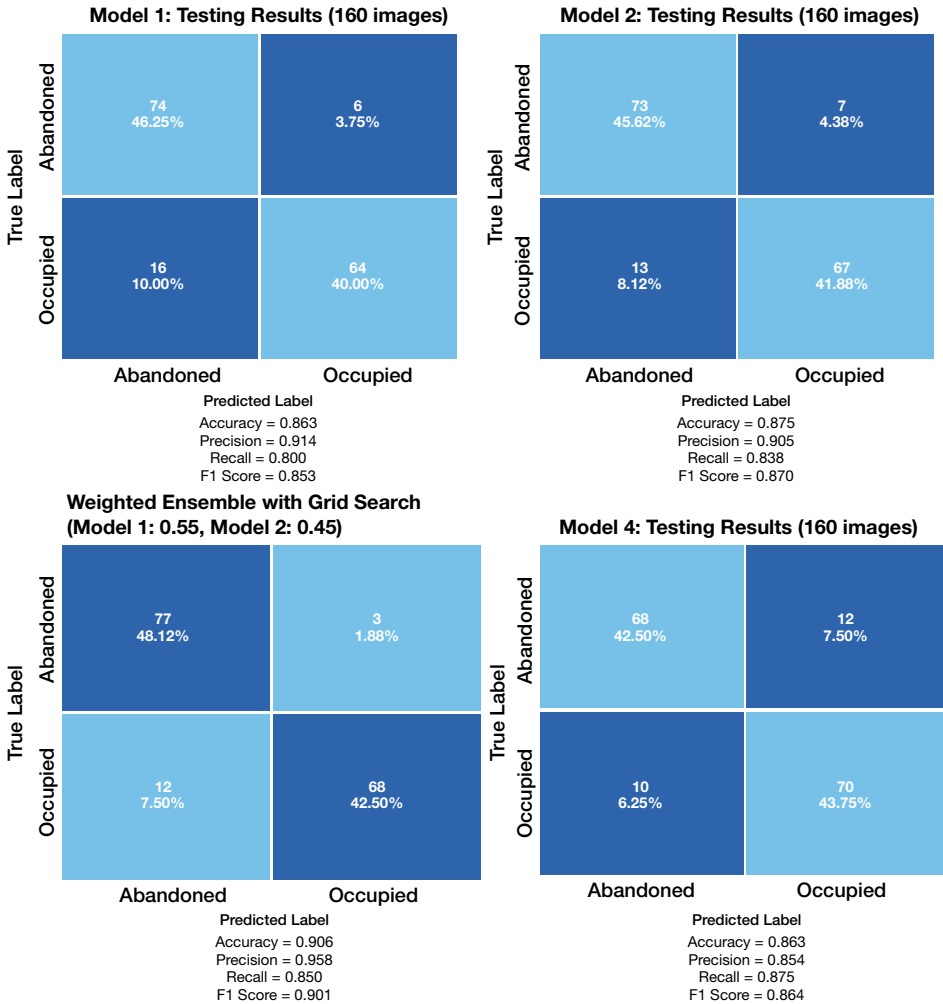 Model 1: Testing Results (160 images)
True Label
Abandoned
Occupied
74
46.25%
6
3.75%
16
10.00%
64
40.00%
Abandoned
Occupied
Predicted Label
Accuracy = 0.863
Precision = 0.914
Recall = 0.800
F1 Score = 0.853
Model 2: Testing Results (160 images)
True Label
Abandoned
Occupied
73
45.62%
7
4.38%
13
8.12%
67
41.88%
Abandoned
Occupied
Predicted Label
Accuracy = 0.875
Precision = 0.905
Recall = 0.838
F1 Score = 0.870
Weighted Ensemble with Grid Search
(Model 1: 0.55, Model 2: 0.45)
True Label
Abandoned
Occupied
77
48.12%
3
1.88%
12
7.50%
68
42.50%
Abandoned
Occupied
Predicted Label
Accuracy = 0.906
Precision = 0.958
Recall = 0.850
F1 Score = 0.901
Model 4: Testing Results (160 images)
True Label
Abandoned
Occupied
68
42.50%
12
7.50%
10
6.25%
70
43.75%
Abandoned
Occupied
Predicted Label
Accuracy = 0.863
Precision = 0.854
Recall = 0.875
F1 Score = 0.864